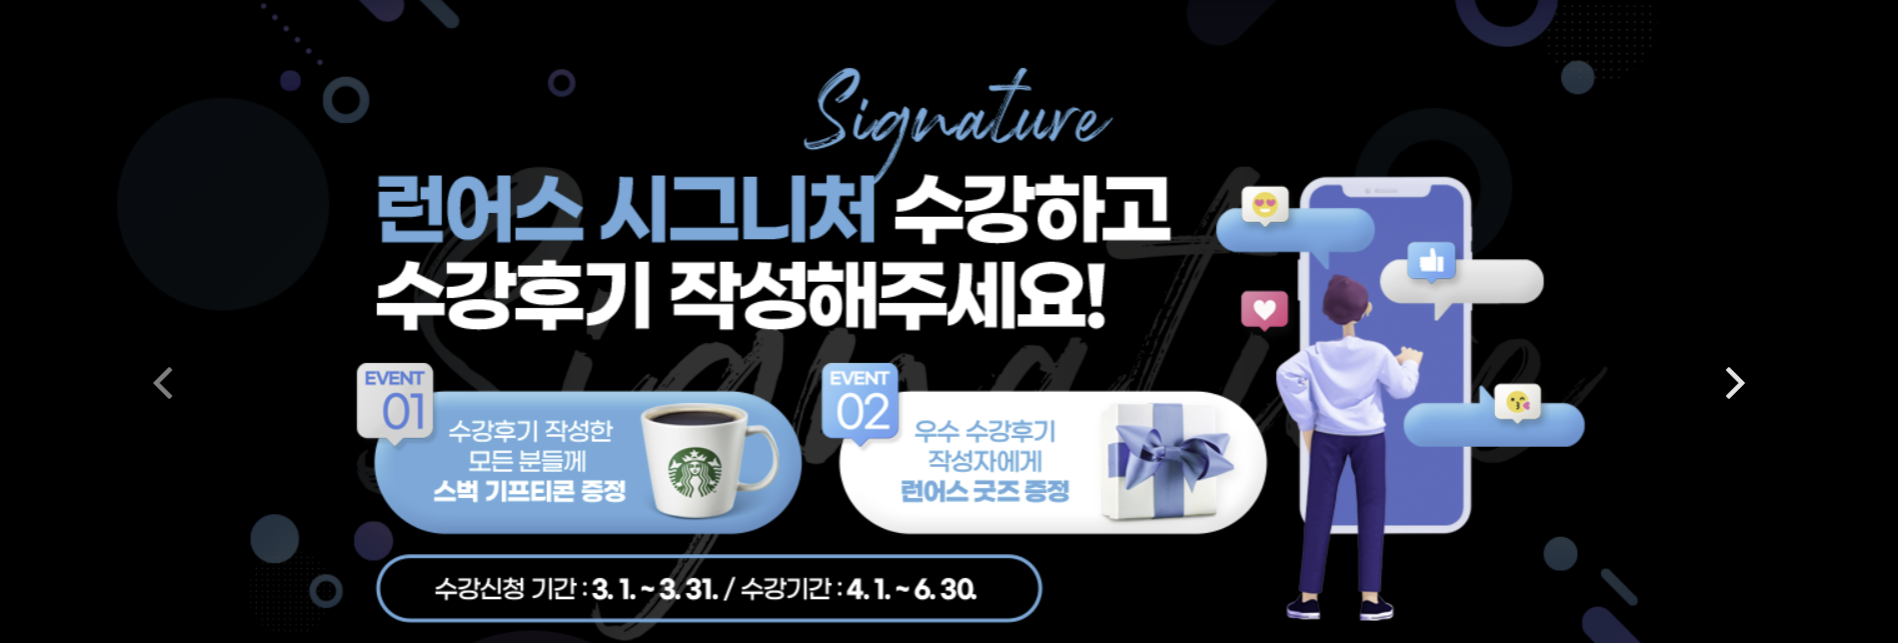 Signature
런어스 시그니처 수강하고
수강후기 작성해주세요!
EVENT
01
수강후기 작성한
모든 분들께
스벅 기프티콘 증정
EVENT
02
우수 수강후기
작성자에게
런어스 굿즈 증정
수강신청 기간 : 3. 1. ~ 3. 31. / 수강기간 : 4. 1. ~ 6. 30.
Signature